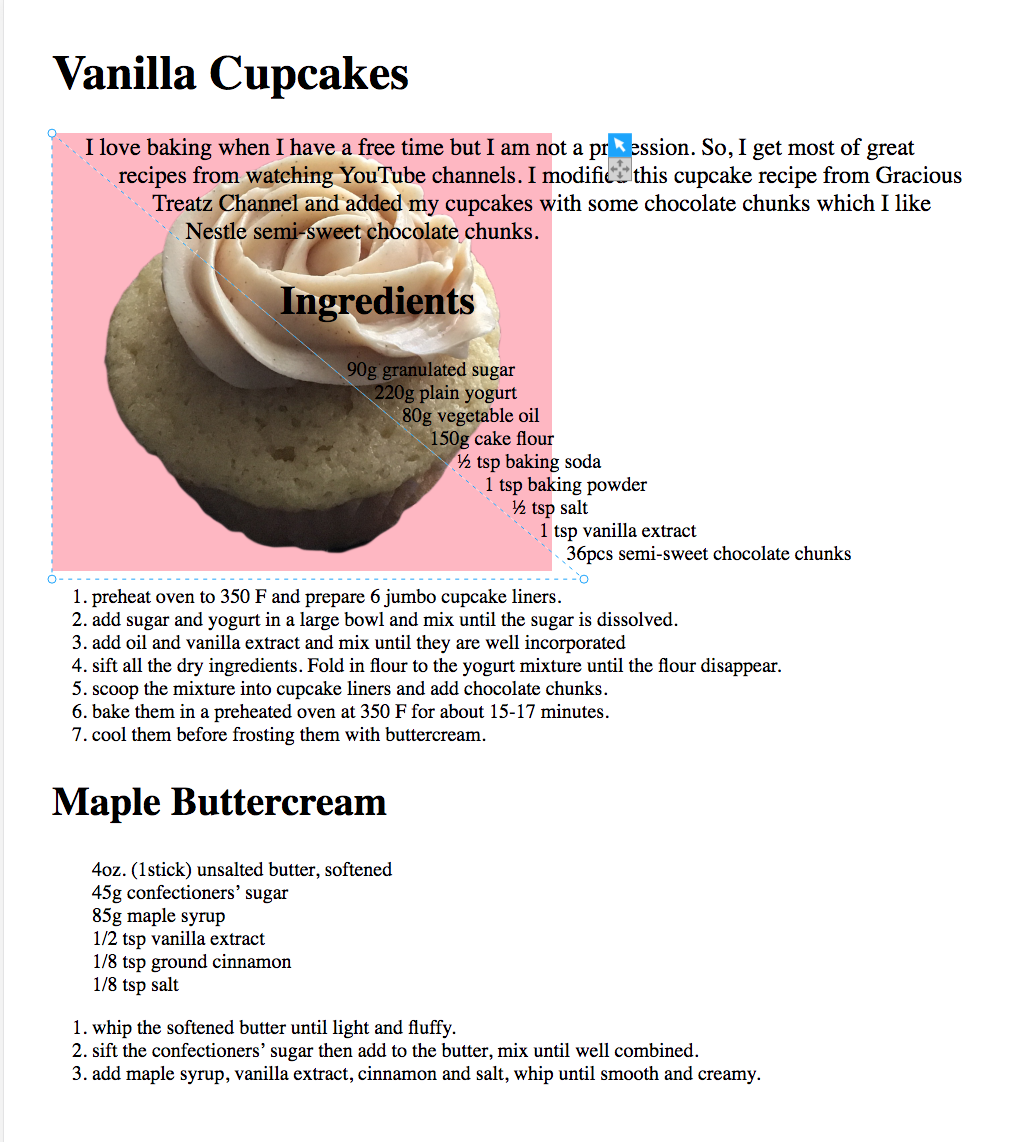 Vanilla Cupcakes
I love baking when I have a free time but I am not a ession. So, I get most of great
recipes from watching YouTube channels. I this cupcake recipe from Gracious
Treatz Channel and added my cupcakes with some chocolate chunks which I like
Nestle semi-sweet chocolate chunks.
Ingredients
90g granulated sugar
220g plain yogurt
80g vegetable oil
150g cake flour
½ tsp baking soda
1 tsp baking powder
½ tsp salt
1 tsp vanilla extract
36pcs semi-sweet chocolate chunks
1. preheat oven to 350 F and prepare 6 jumbo cupcake liners.
2. add sugar and yogurt in a large bowl and mix until the sugar is dissolved.
3. add oil and vanilla extract and mix until they are well incorporated
4. sift all the dry ingredients. Fold in flour to the yogurt mixture until the flour disappear.
5. scoop the mixture into cupcake liners and add chocolate chunks.
6. bake them in a preheated oven at 350 F for about 15-17 minutes.
7. cool them before frosting them with buttercream.
Maple Buttercream
4oz. (1stick) unsalted butter, softened
45g confectioners’ sugar
85g maple syrup
1/2 tsp vanilla extract
1/8 tsp ground cinnamon
1/8 tsp salt
1. whip the softened butter until light and fluffy.
2. sift the confectioners’ sugar then add to the butter, mix until well combined.
3. add maple syrup, vanilla extract, cinnamon and salt, whip until smooth and creamy.